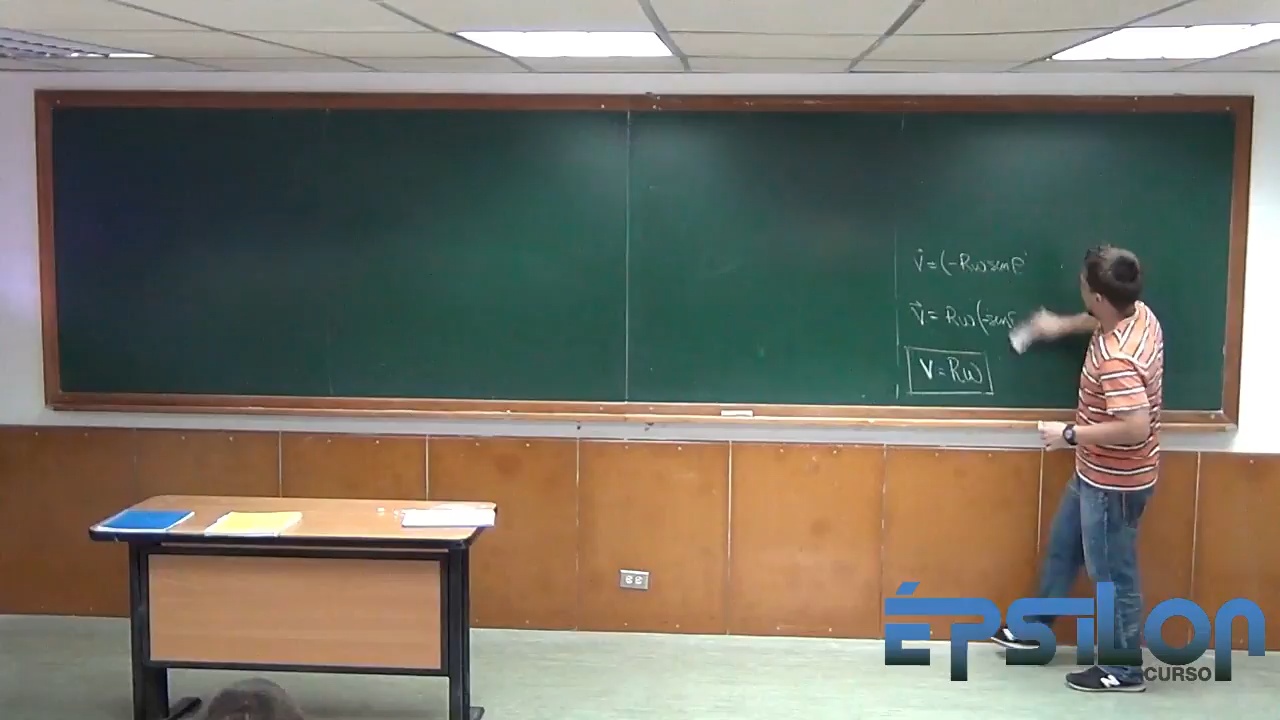 v⃗ = (-Rω sen θ
v⃗ = Rω(-sen
V = Rω
ÉPSILON
CURSO